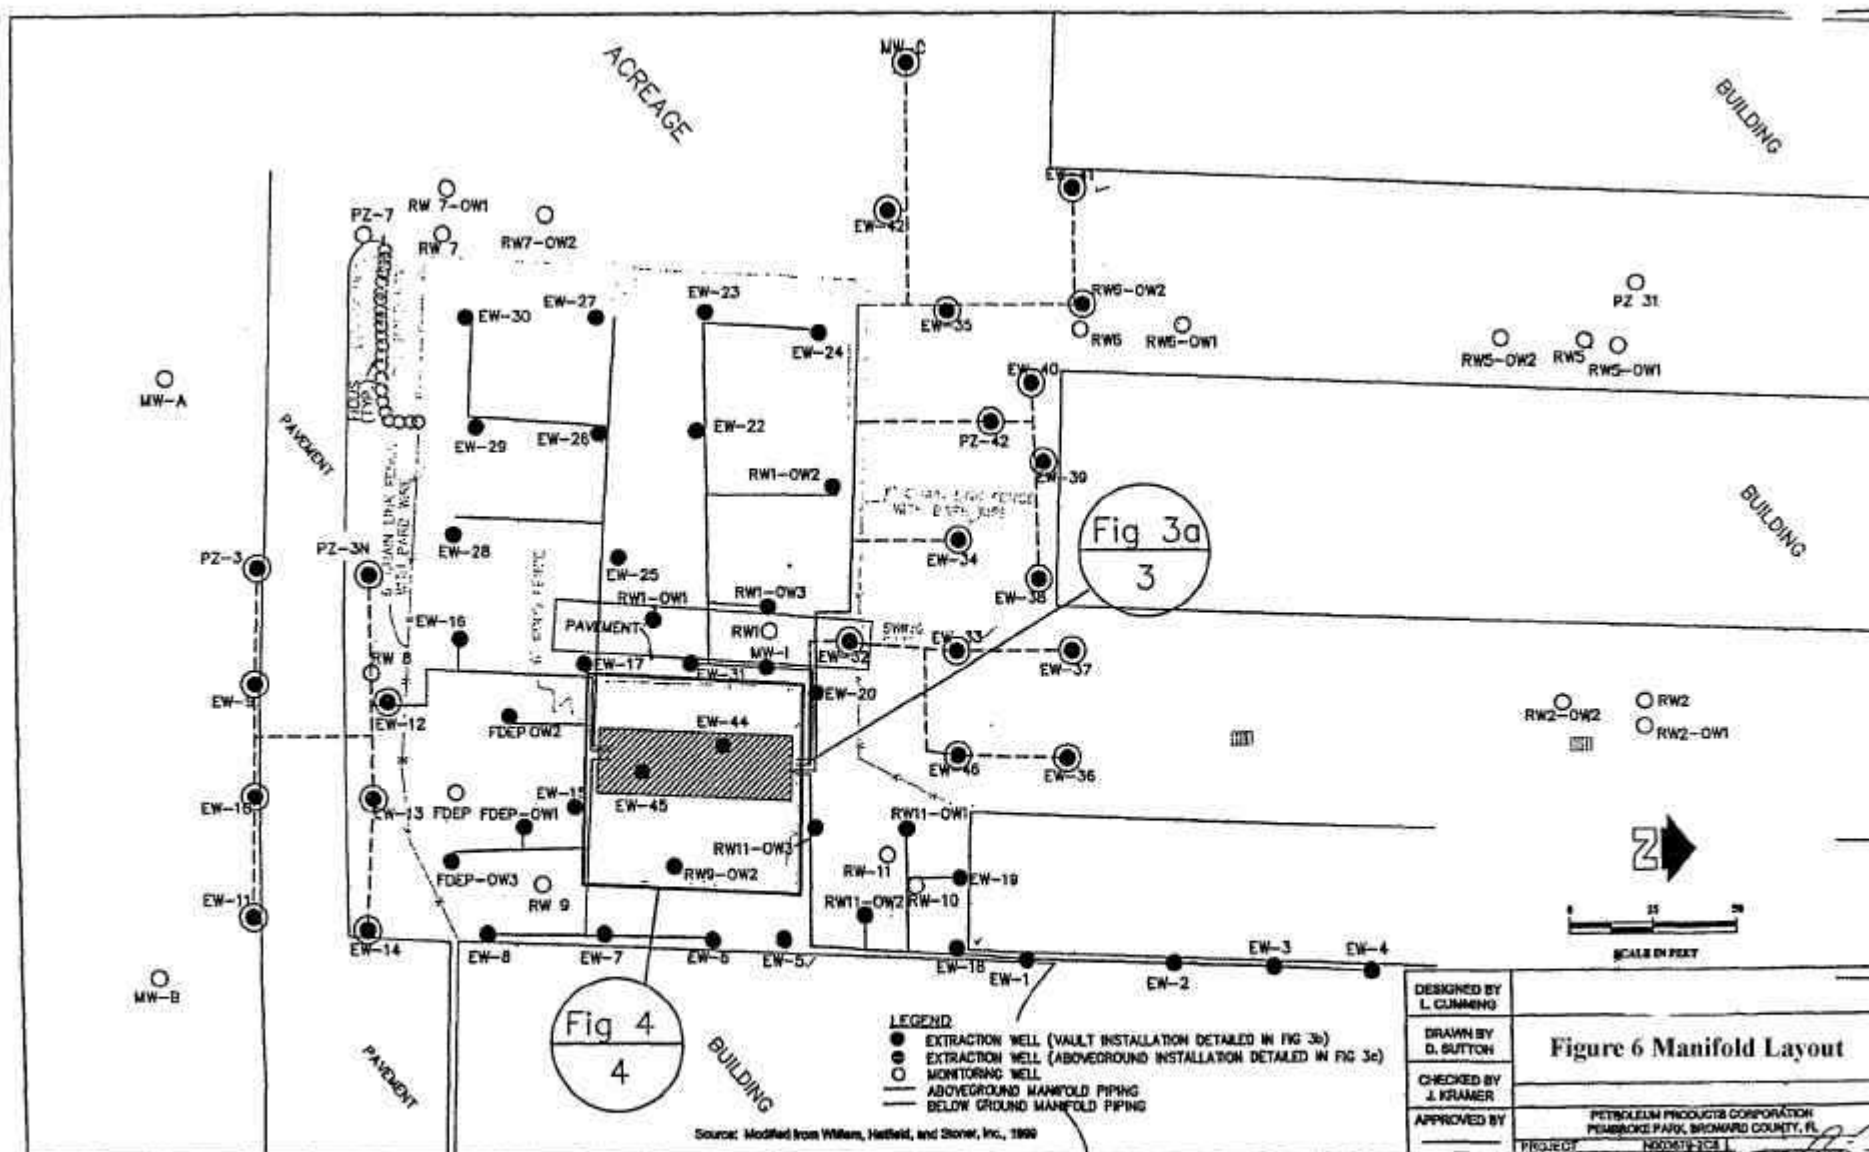 MW-C
ACREAGE
BUILDING
EW-41
RW 7-OW1
PZ-7
RW 7
RW7-OW2
EW-42
PZ 31
RW6-OW2
EW-23
EW-27
EW-30
EW-35
RW6
RW6-OW1
EW-24
RW5-OW2
RW5
RW5-OW1
MW-A
EW-40
PAVEMENT
EW-29
EW-26
EW-22
PZ-42
RW1-OW2
EW-39
BUILDING
Fig 3a
3
PZ-3
PZ-3N
EW-28
EW-25
EW-34
RW1-OW1
RW1-OW3
EW-38
EW-16
PAVEMENT
RW1
EW-32
EW-33
EW-37
MW-1
RW 8
EW-17
EW-31
EW-20
EW-9
EW-12
FDEP OW2
EW-44
RW2-OW2
RW2
RW2-OW1
EW-46
EW-36
EW-45
EW-15
EW-10
EW-13
FDEP
FDEP-OW1
RW11-OW1
RW11-OW3
RW-11
FDEP-OW3
RW9-OW2
EW-19
RW-10
RW 9
RW11-OW2
EW-11
EW-14
EW-8
EW-7
EW-6
EW-5
EW-18
EW-1
EW-2
EW-3
EW-4
MW-B
N
0 25 50
SCALE IN FEET
Fig 4
4
PAVEMENT
BUILDING
LEGEND
EXTRACTION WELL (VAULT INSTALLATION DETAILED IN FIG 3b)
EXTRACTION WELL (ABOVEGROUND INSTALLATION DETAILED IN FIG 3c)
MONITORING WELL
ABOVEGROUND MANIFOLD PIPING
BELOW GROUND MANIFOLD PIPING
Source: Modified from Williams, Hatfield, and Stoner, Inc., 1999
DESIGNED BY
L. CUMMING
DRAWN BY
D. SUTTON
CHECKED BY
J. KRAMER
APPROVED BY
Figure 6 Manifold Layout
PETROLEUM PRODUCTS CORPORATION
PEMBROKE PARK, BROWARD COUNTY, FL
PROJECT